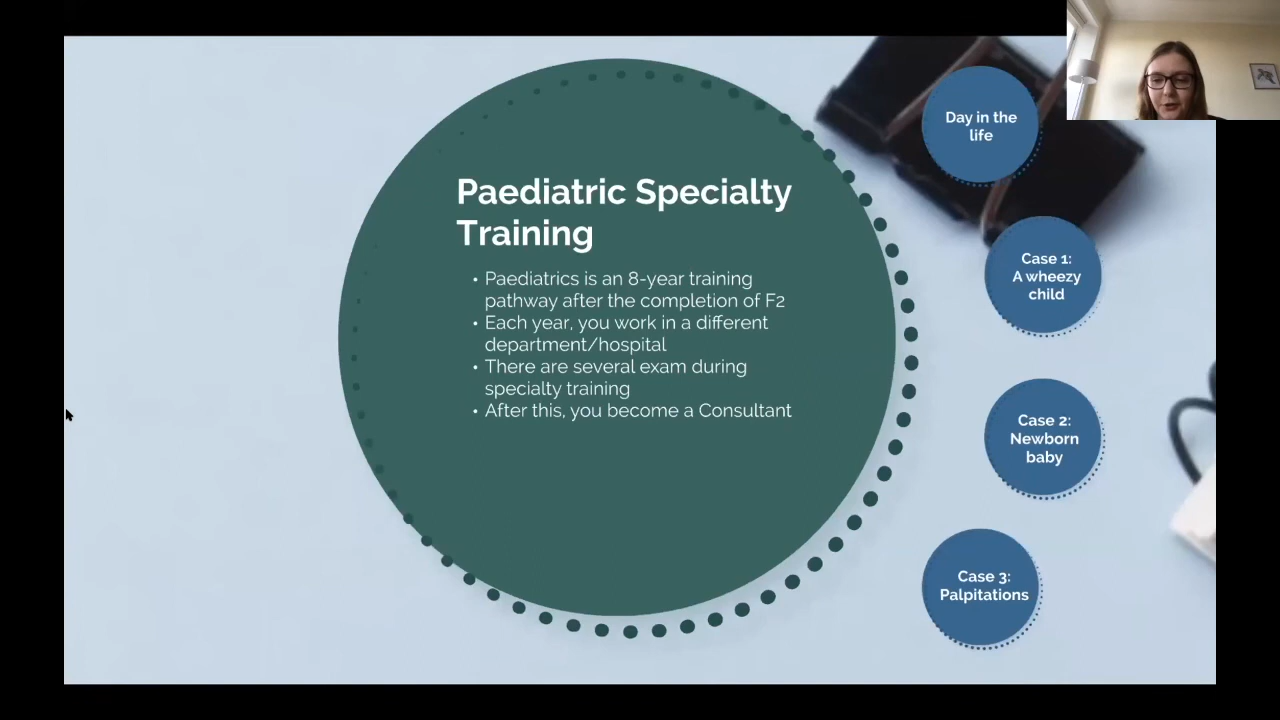 Paediatric Specialty
Training
• Paediatrics is an 8-year training
pathway after the completion of F2
• Each year, you work in a different
department/hospital
• There are several exam during
specialty training
• After this, you become a Consultant
Day in the
life
Case 1:
A wheezy
child
Case 2:
Newborn
baby
Case 3:
Palpitations